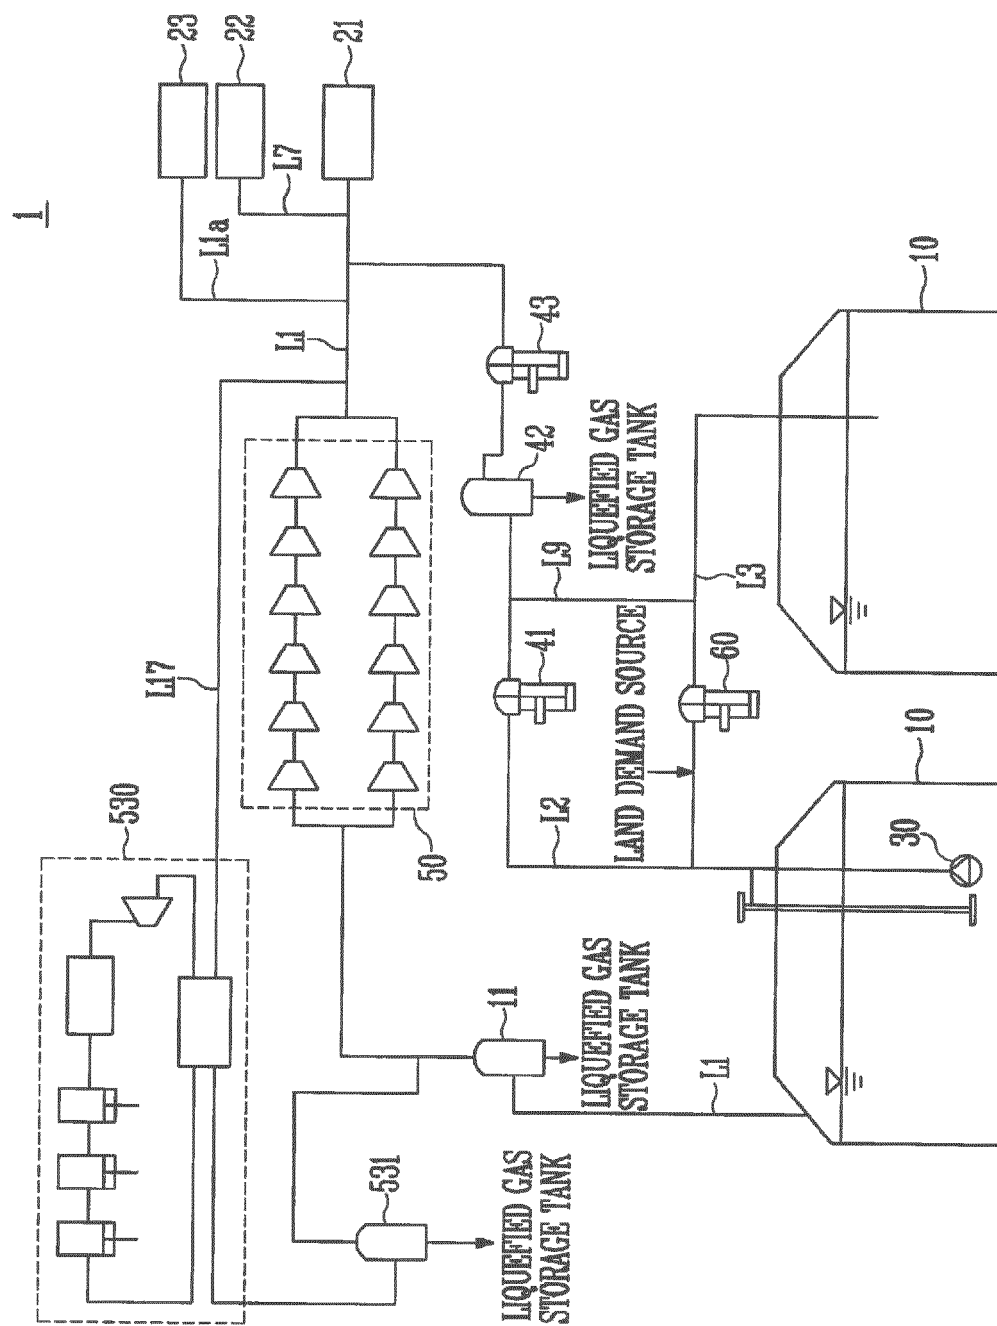 1
23
22
21
L7
L1a
L1
L17
43
42
LIQUEFIED GAS
STORAGE TANK
L9
L3
10
530
50
41
60
LAND DEMAND SOURCE
L2
10
30
11
LIQUEFIED GAS
STORAGE TANK
L1
531
LIQUEFIED GAS
STORAGE TANK